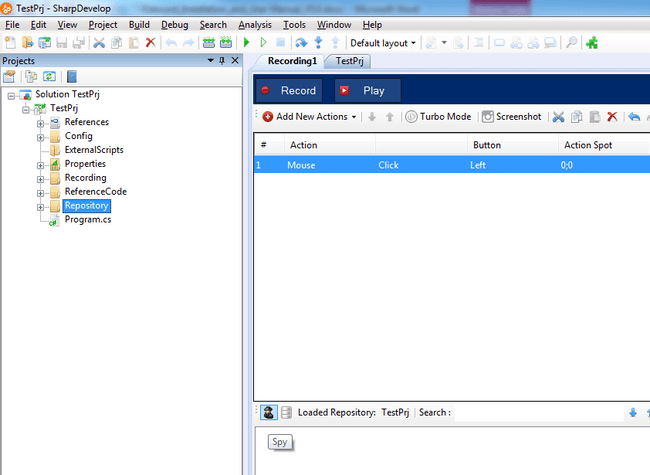 TestPrj - SharpDevelop
File Edit View Project Build Debug Search Analysis Tools Window Help
Default layout
Projects
Recording1 TestPrj
Solution TestPrj
TestPrj
References
Config
ExternalScripts
Properties
Recording
ReferenceCode
Repository
Program.cs
Record Play
Add New Actions Turbo Mode Screenshot
# Action Button Action Spot
1 Mouse Click Left 0;0
Loaded Repository: TestPrj Search :
Spy